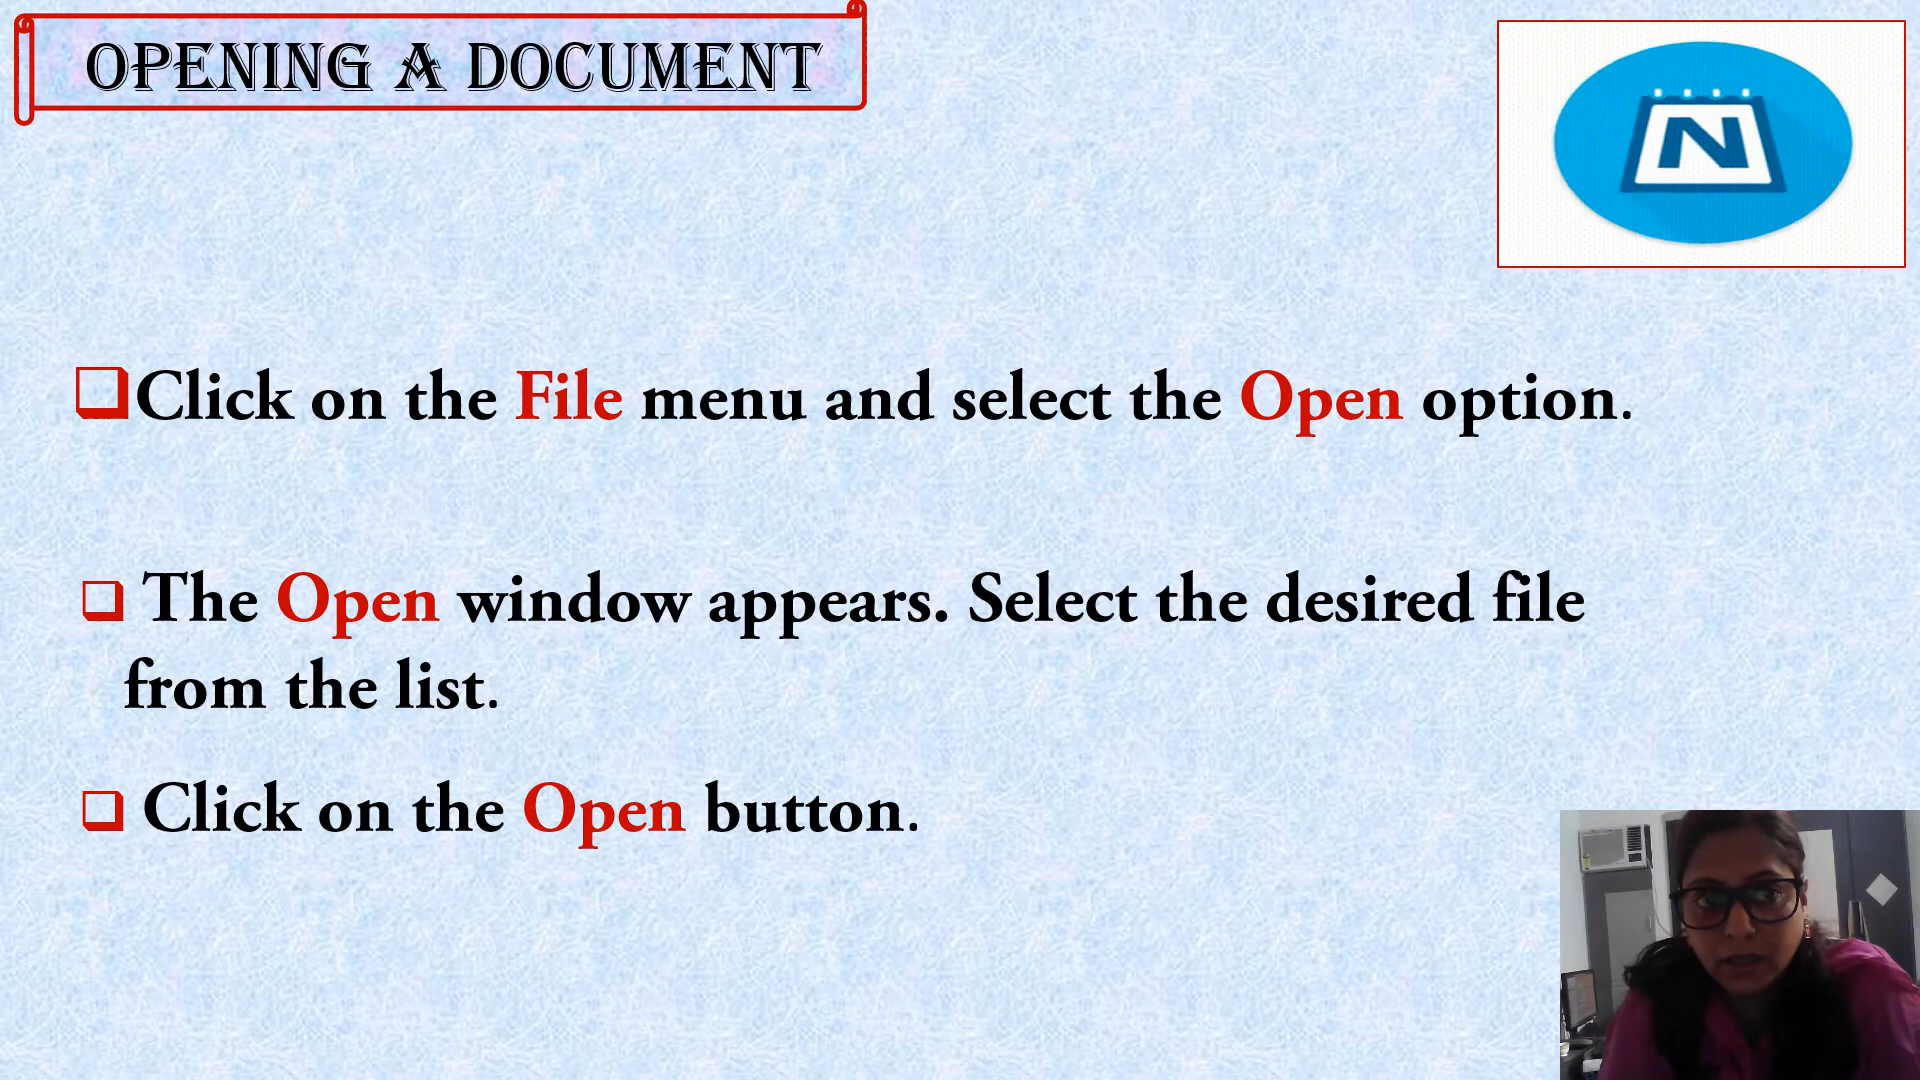 OPENING A DOCUMENT
N
Click on the File menu and select the Open option.
The Open window appears. Select the desired file
from the list.
Click on the Open button.